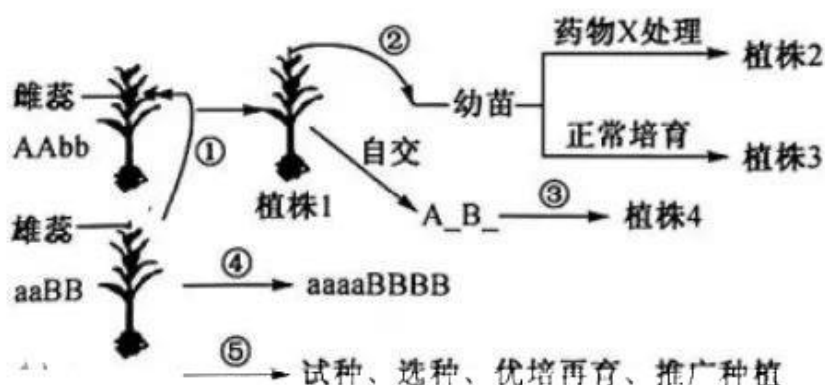 ② 药物X处理 植株2
雌蕊 幼苗
AAbb ① 正常培育 植株3
自交
植株1 A_B_ ③ 植株4
雄蕊
aaBB ④ aaaaBBBB
⑤ 试种、选种、优培再育、推广种植